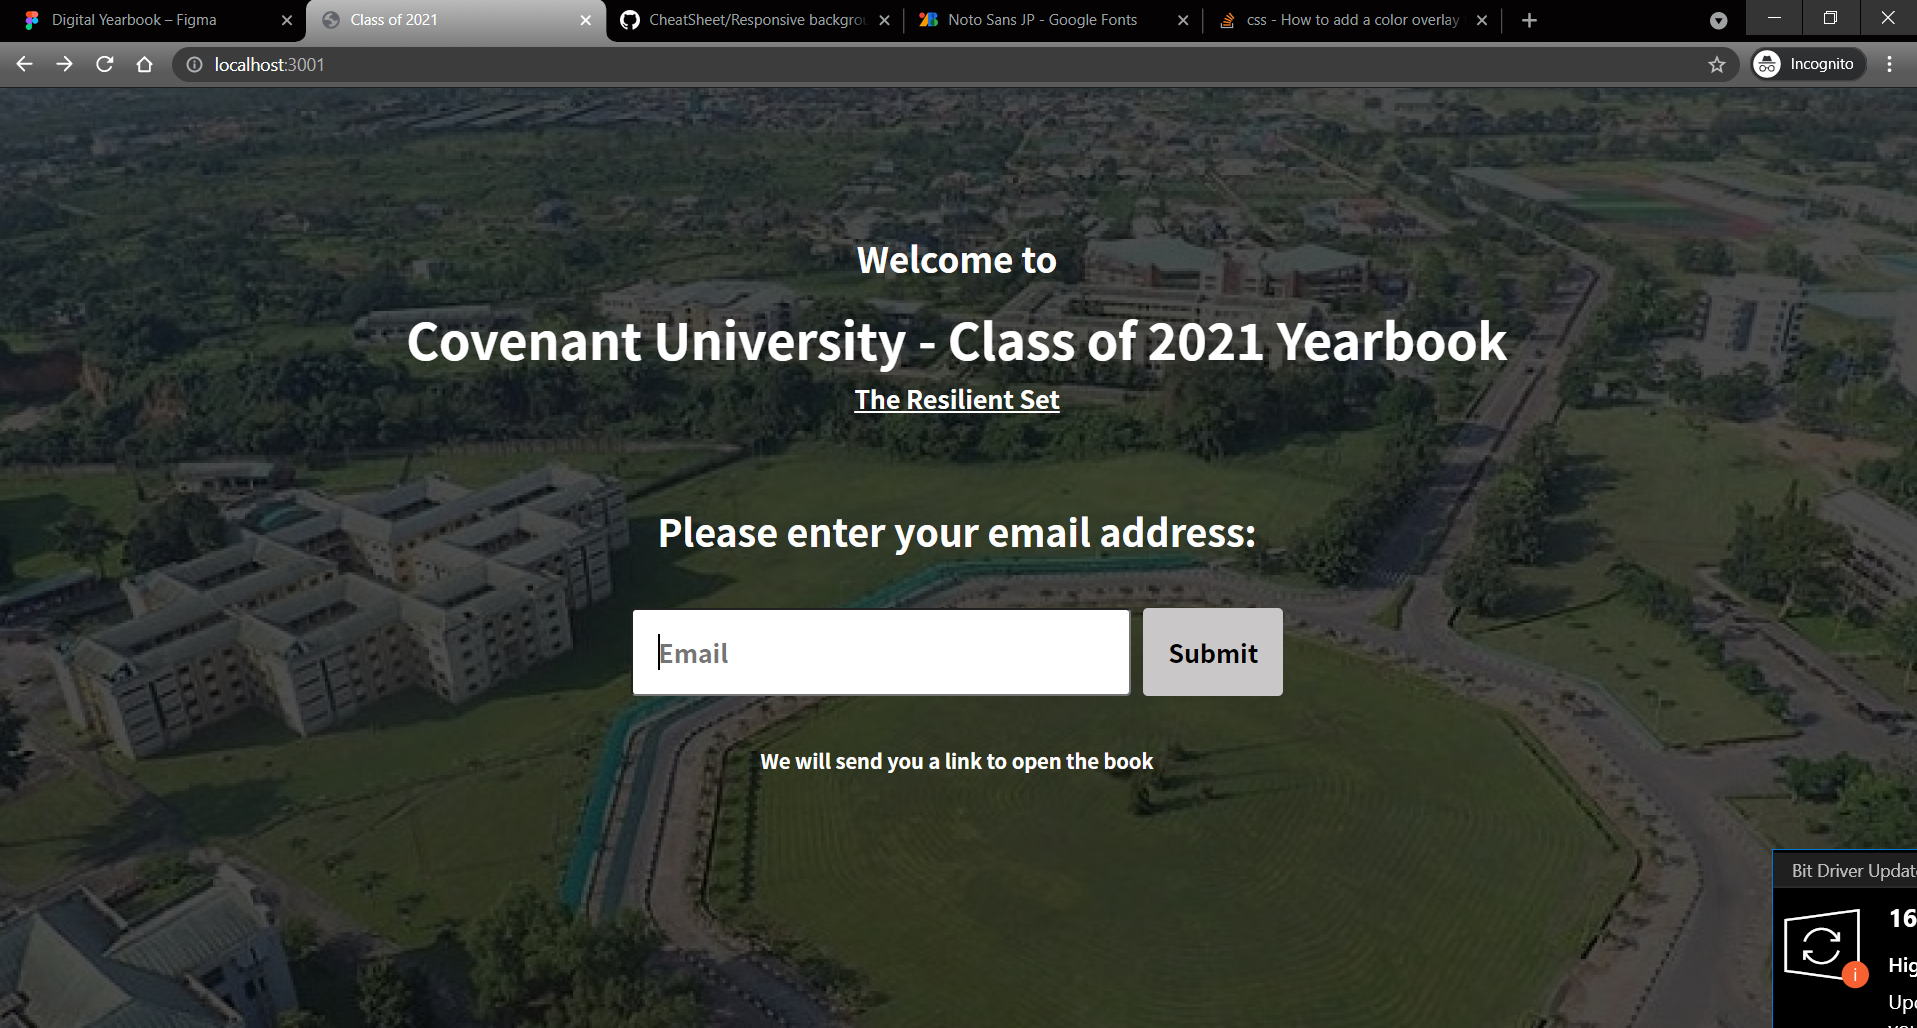 Digital Yearbook – Figma
Class of 2021
CheatSheet/Responsive backgrou
Noto Sans JP - Google Fonts
css - How to add a color overlay
localhost:3001
Incognito
Welcome to
Covenant University - Class of 2021 Yearbook
The Resilient Set
Please enter your email address:
Email
Submit
We will send you a link to open the book
Bit Driver Updat
16
Hig